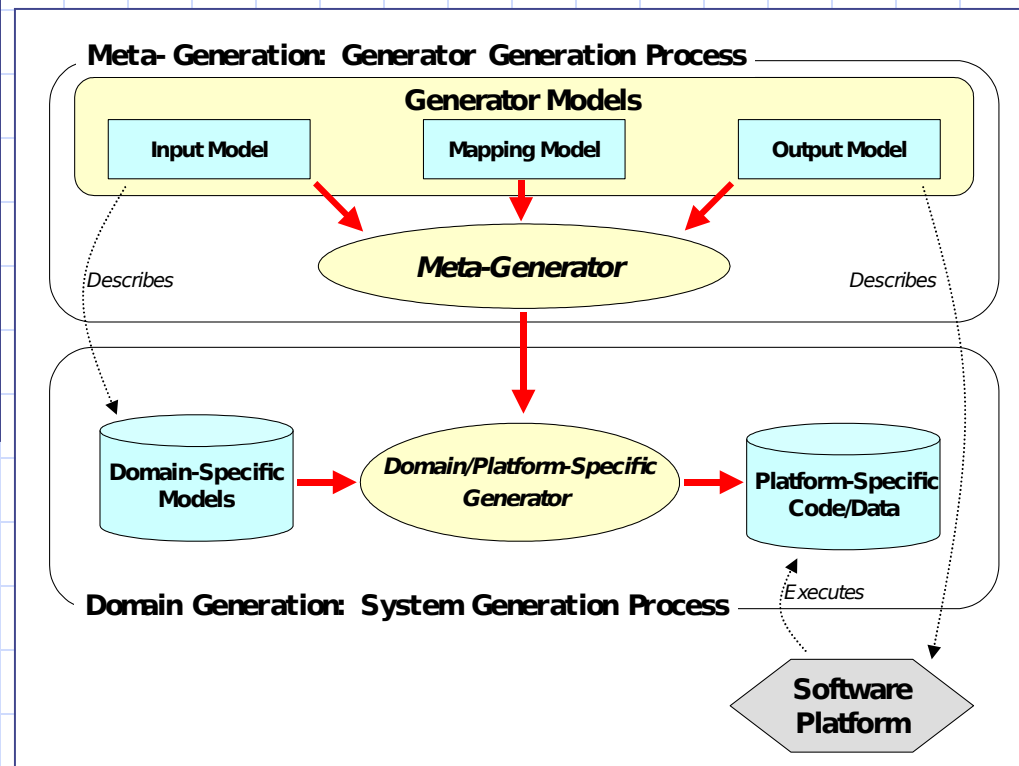 Meta-Generation: Generator Generation Process
Generator Models
Input Model
Mapping Model
Output Model
Meta-Generator
Describes
Describes
Domain-Specific
Models
Domain/Platform-Specific
Generator
Platform-Specific
Code/Data
Executes
Domain Generation: System Generation Process
Software
Platform